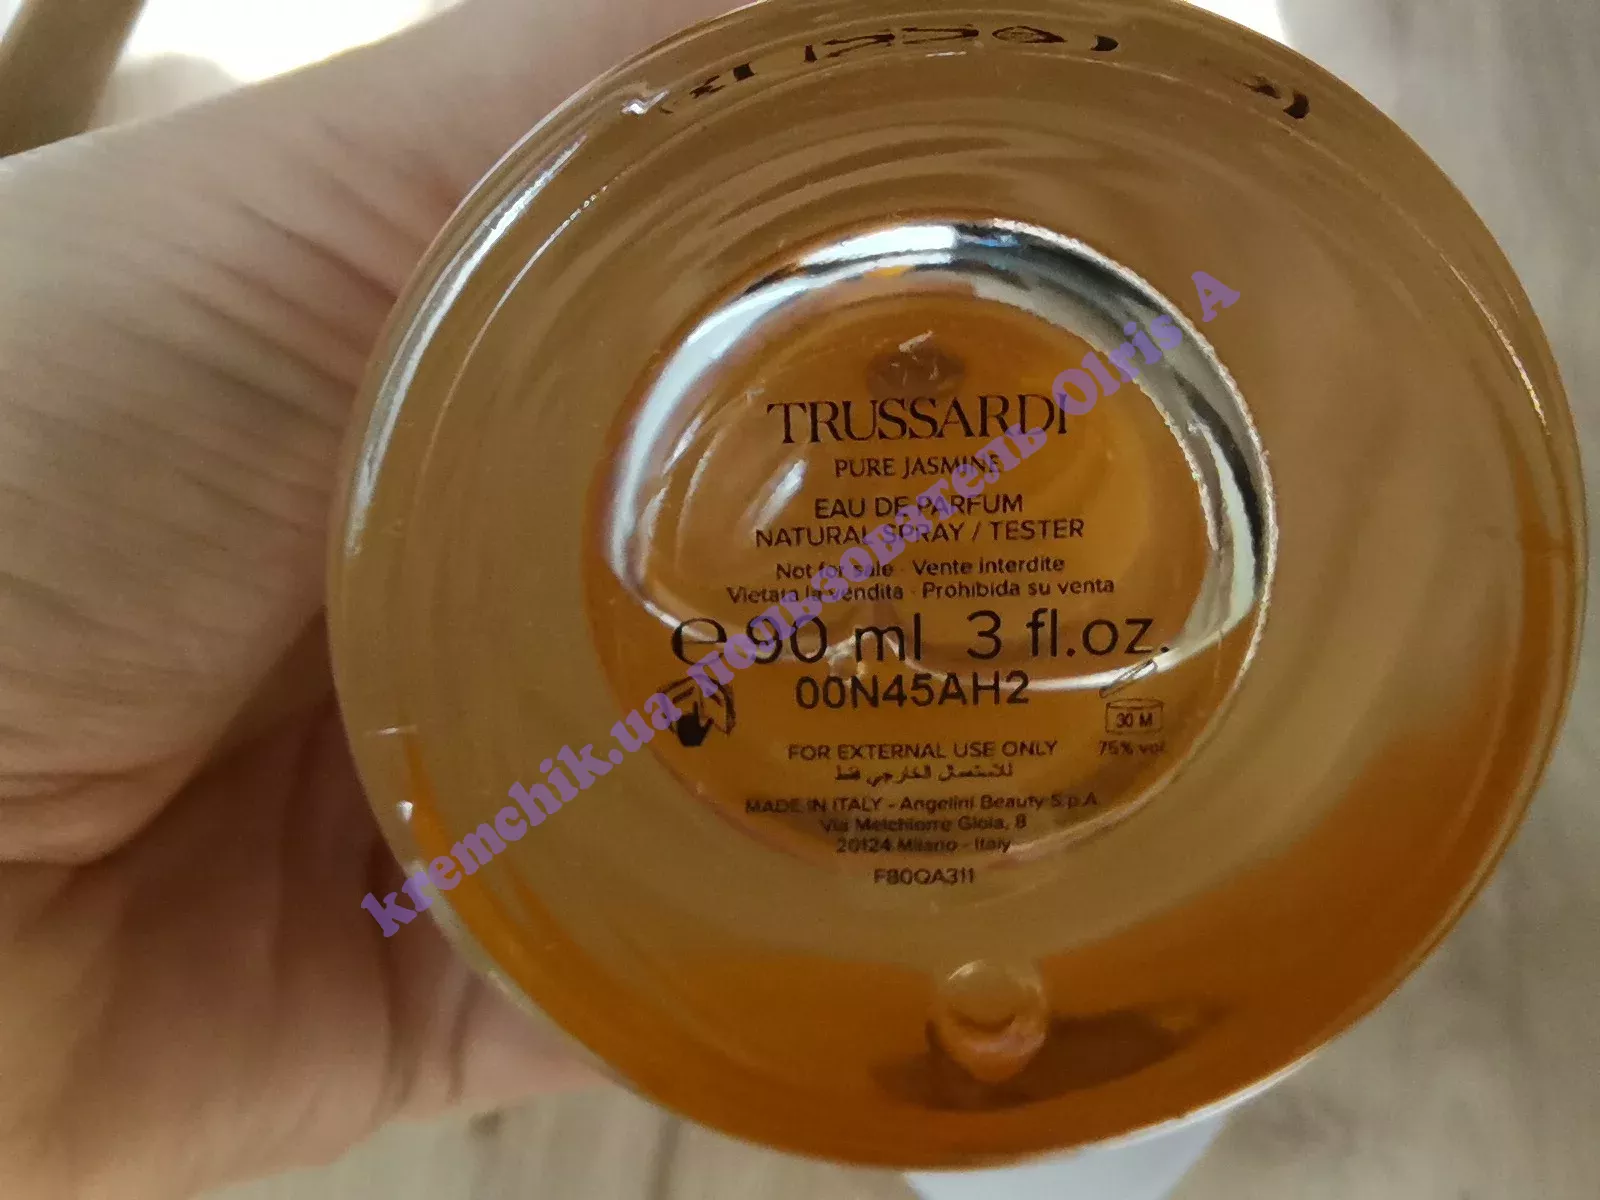 TRUSSARDI
PURE JASMINE
EAU DE PARFUM
NATURAL SPRAY / TESTER
Not for sale · Vente interdite
Vietata la vendita · Prohibida su venta
℮ 90 ml 3 fl.oz.
00N45AH2
30 M
75% vol
FOR EXTERNAL USE ONLY
للاستعمال الخارجي فقط
MADE IN ITALY - Angelini Beauty S.p.A.
Via Melchiorre Gioia, 8
20124 Milano - Italy
F80QA311
kremchik.ua пользователь Olris A